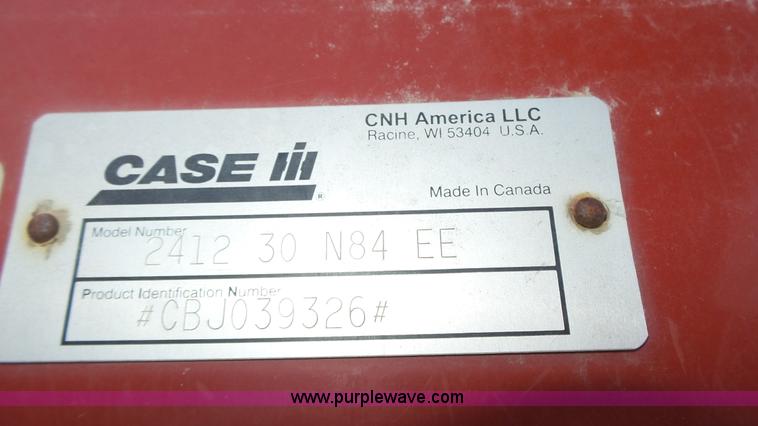 CNH America LLC
Racine, WI 53404 U.S.A.
CASE IH
®
Made In Canada
Model Number
2412 30 N84 EE
Product Identification Number
#CBJ039326#
www.purplewave.com